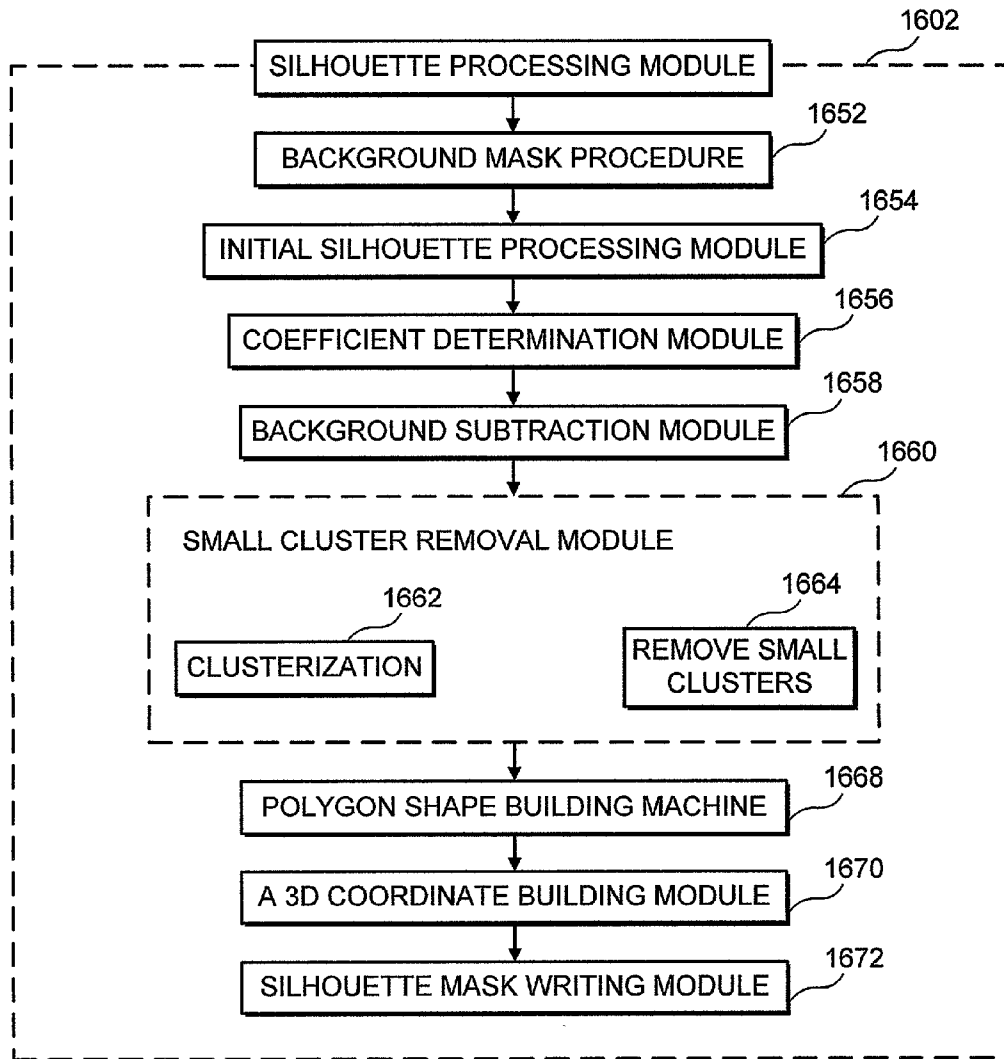 1602
SILHOUETTE PROCESSING MODULE
1652
BACKGROUND MASK PROCEDURE
1654
INITIAL SILHOUETTE PROCESSING MODULE
1656
COEFFICIENT DETERMINATION MODULE
1658
BACKGROUND SUBTRACTION MODULE
1660
SMALL CLUSTER REMOVAL MODULE
1662
CLUSTERIZATION
1664
REMOVE SMALL
CLUSTERS
1668
POLYGON SHAPE BUILDING MACHINE
1670
A 3D COORDINATE BUILDING MODULE
1672
SILHOUETTE MASK WRITING MODULE